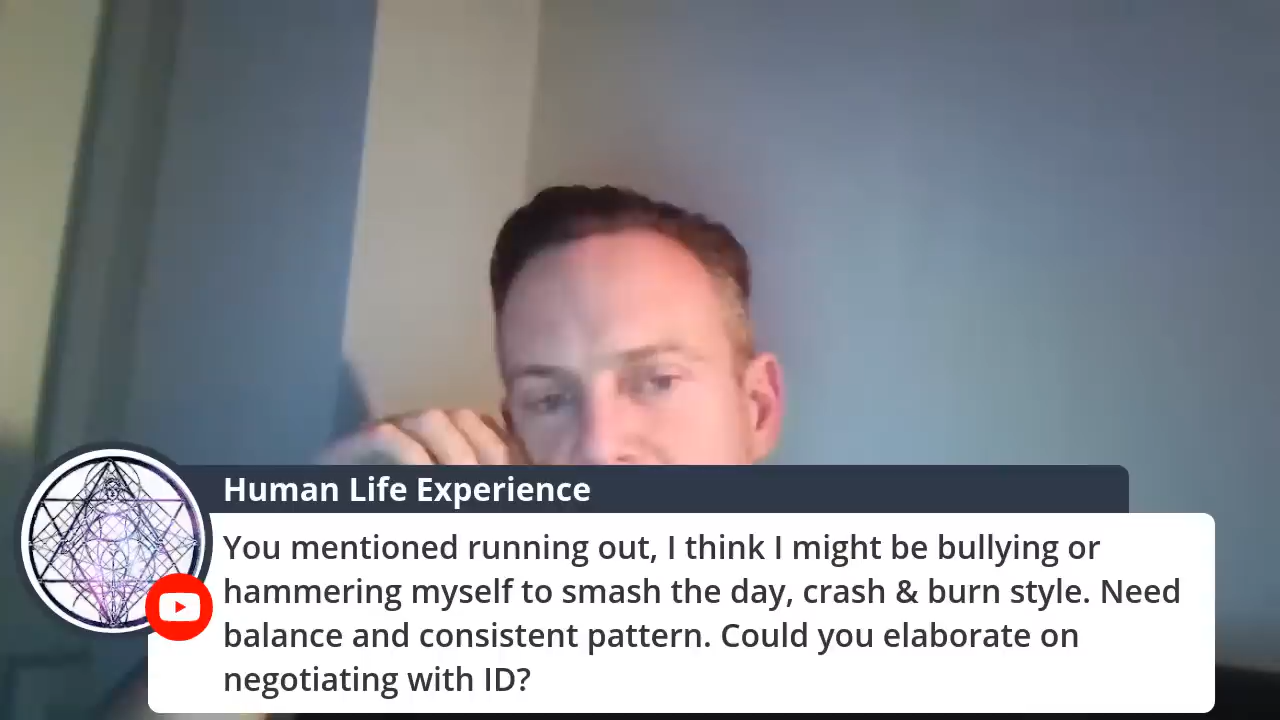 Human Life Experience
You mentioned running out, I think I might be bullying or
hammering myself to smash the day, crash & burn style. Need
balance and consistent pattern. Could you elaborate on
negotiating with ID?